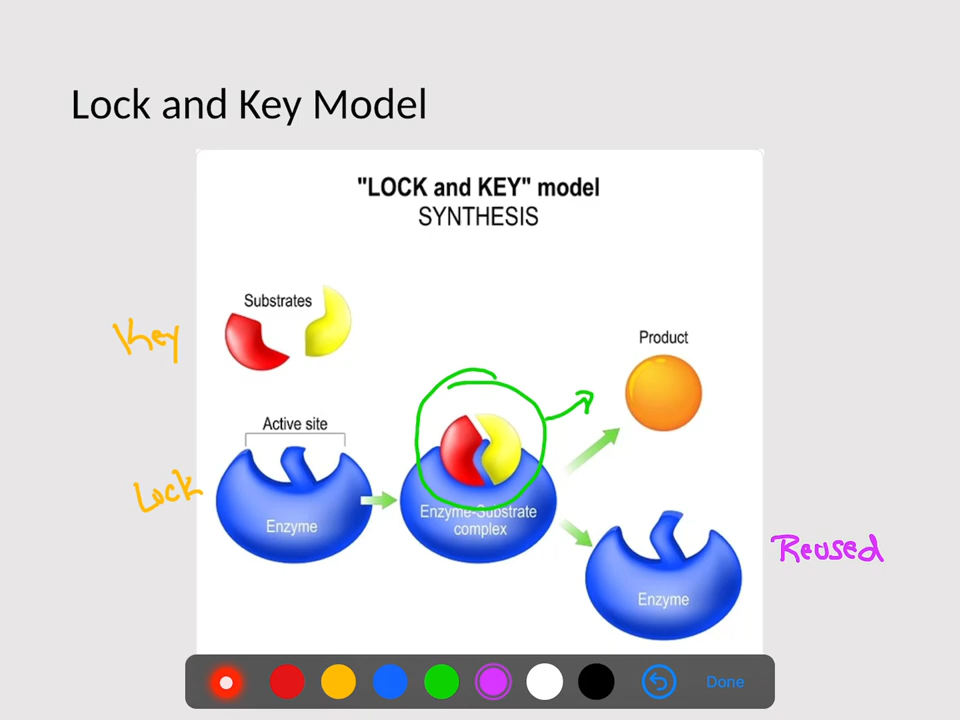 Lock and Key Model
"LOCK and KEY" model
SYNTHESIS
Substrates
Key
Product
Active site
Lock
Enzyme
Enzyme-Substrate
complex
Reused
Enzyme
Done